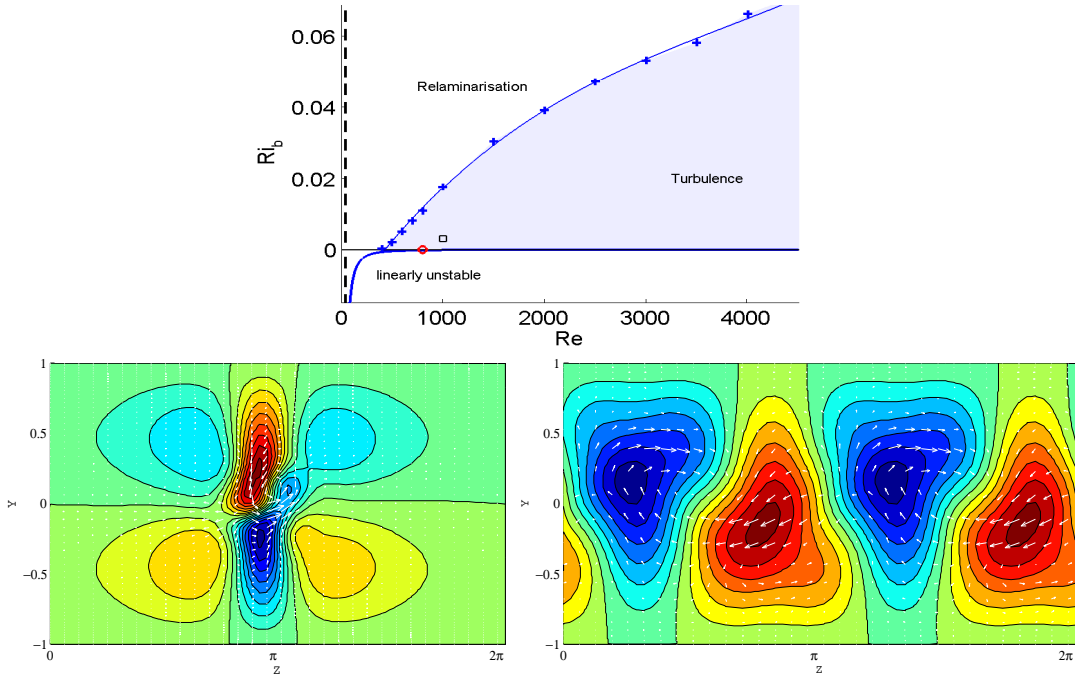 0.06
0.04
0.02
0
Ri_b
Relaminarisation
Turbulence
linearly unstable
0 1000 2000 3000 4000
Re
1
0.5
0
−0.5
−1
Y
0 π 2π
Z
1
0.5
0
−0.5
−1
Y
0 π 2π
Z